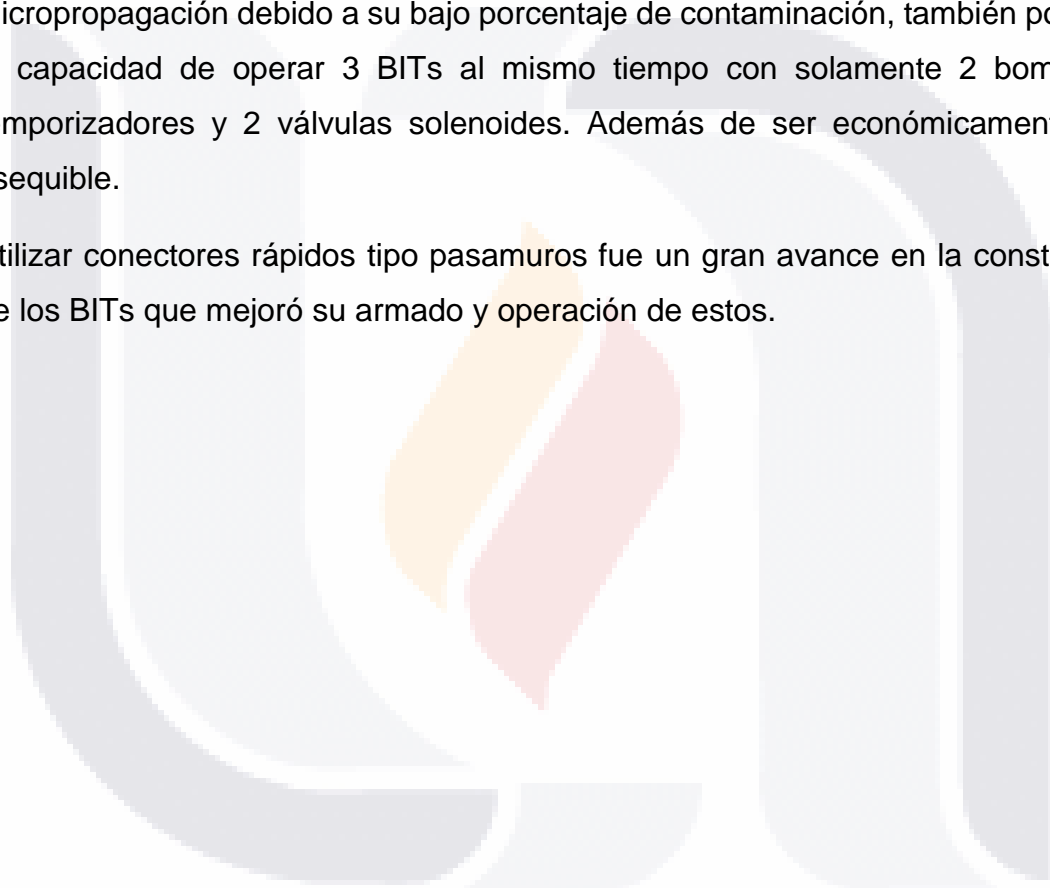 icropropagación debido a su bajo porcentaje de contaminación, también po
capacidad de operar 3 BITs al mismo tiempo con solamente 2 bom
mporizadores y 2 válvulas solenoides. Además de ser económicamen
sequible.
tilizar conectores rápidos tipo pasamuros fue un gran avance en la const
e los BITs que mejoró su armado y operación de estos.